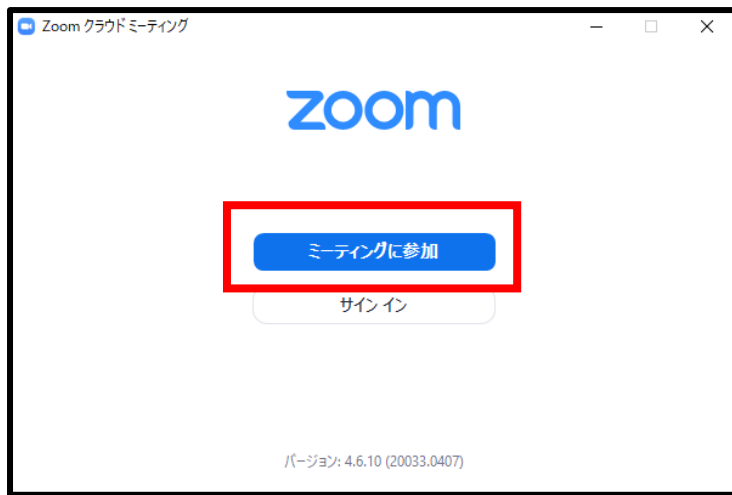 Zoom クラウド ミーティング
zoom
ミーティングに参加
サイン イン
バージョン: 4.6.10 (20033.0407)